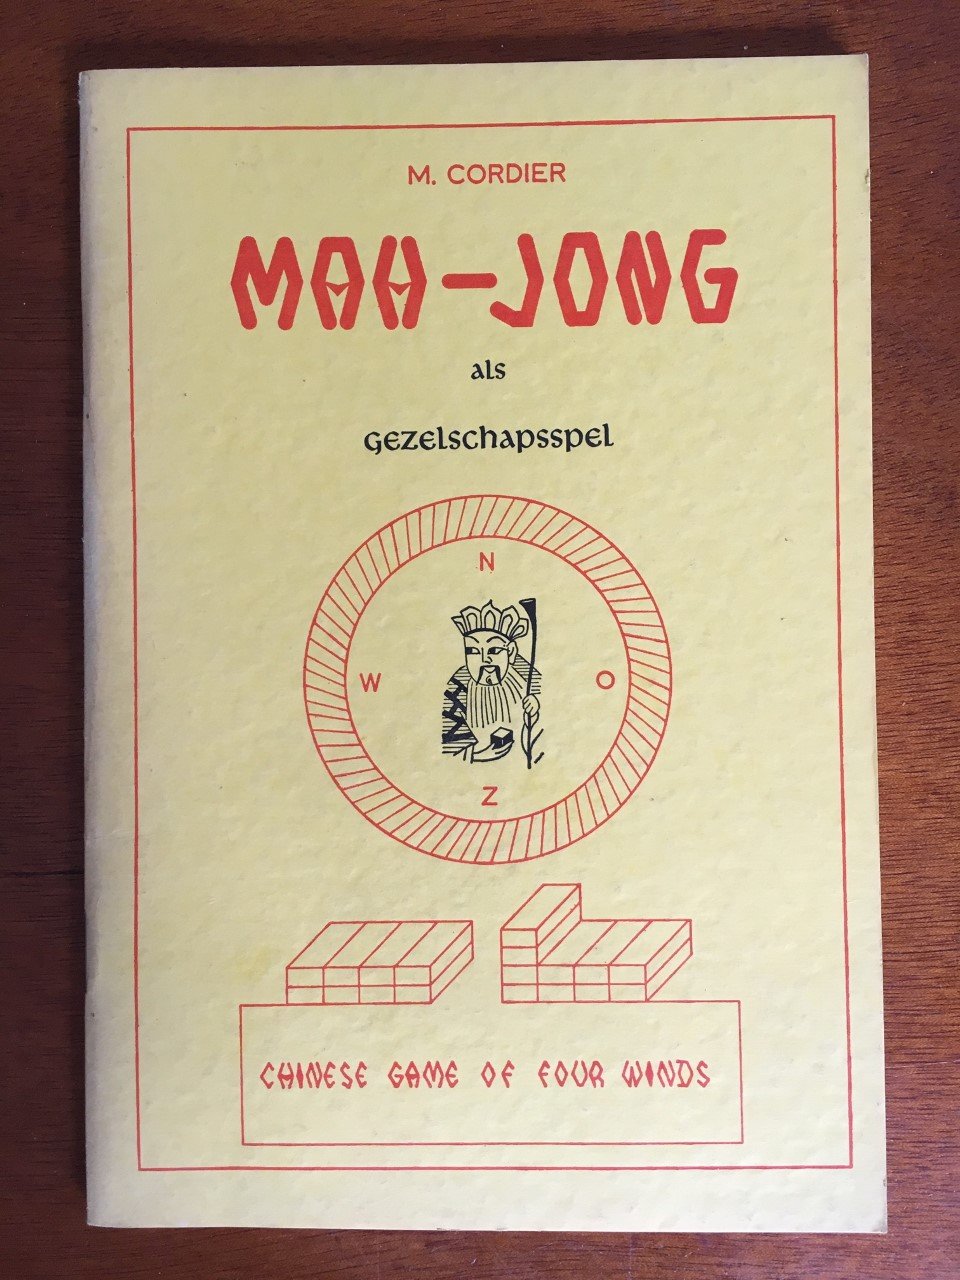 M. CORDIER
MAH-JONG
als
gezelschapsspel
N
W O
Z
CHINESE GAME OF FOUR WINDS